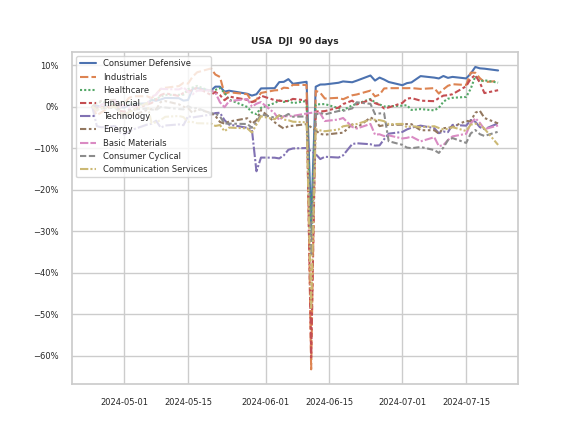 USA DJI 90 days
Consumer Defensive
Industrials
Healthcare
Financial
Technology
Energy
Basic Materials
Consumer Cyclical
Communication Services
10%
0%
−10%
−20%
−30%
−40%
−50%
−60%
2024-05-01 2024-05-15 2024-06-01 2024-06-15 2024-07-01 2024-07-15